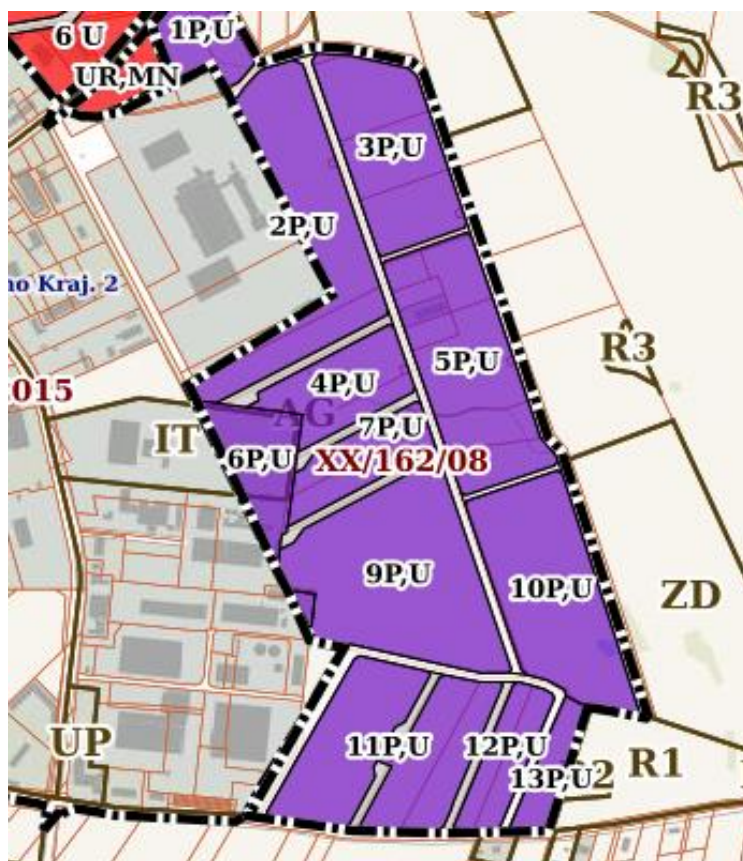 6 U
1P,U
UR,MN
R3
3P,U
2P,U
no Kraj. 2
R3
5P,U
015
4P,U
AG
7P,U
IT
6P,U
XX/162/08
9P,U
10P,U
ZD
UP
11P,U
12P,U
R1
13P,U
2